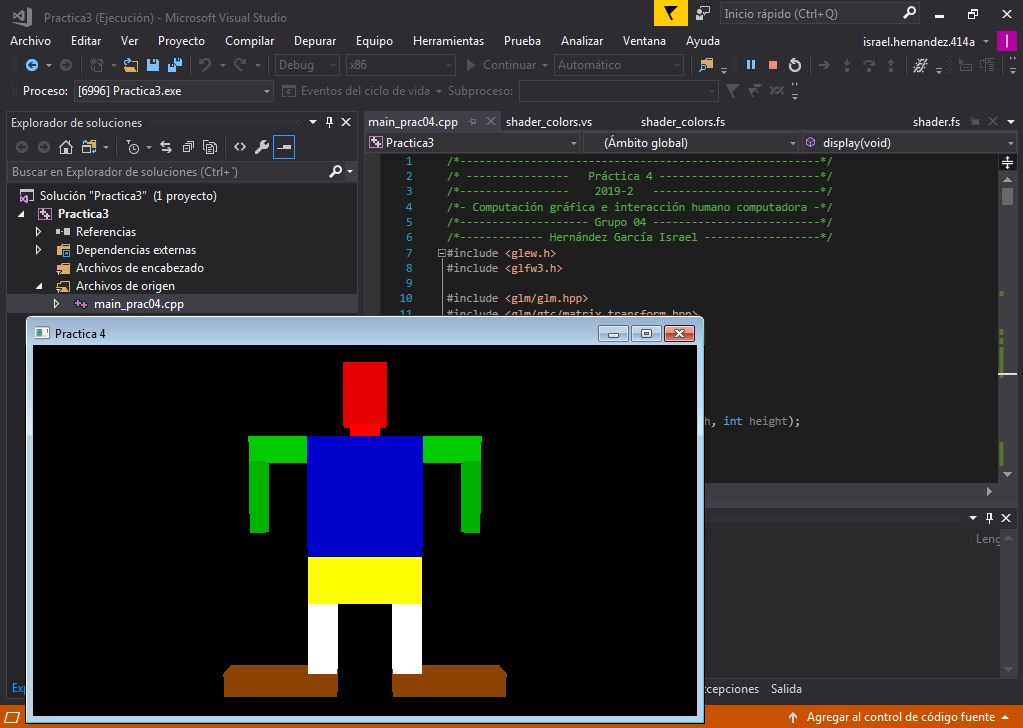 Practica3 (Ejecución) - Microsoft Visual Studio
Inicio rápido (Ctrl+Q)
Archivo Editar Ver Proyecto Compilar Depurar Equipo Herramientas Prueba Analizar Ventana Ayuda israel.hernandez.414a I
Debug x86 Continuar Automático
Proceso: [6996] Practica3.exe Eventos del ciclo de vida Subproceso:
Explorador de soluciones
Buscar en Explorador de soluciones (Ctrl+`)
Solución "Practica3" (1 proyecto)
Practica3
Referencias
Dependencias externas
Archivos de encabezado
Archivos de origen
main_prac04.cpp
main_prac04.cpp shader_colors.vs shader_colors.fs shader.fs
Practica3 (Ámbito global) display(void)
1 /*---------------------------------------------------*/
2 /* --------------- Práctica 4 -----------------------*/
3 /*---------------- 2019-2 ------------------------*/
4 /*- Computación gráfica e interacción humano computadora -*/
5 /*------------------- Grupo 04 ------------------------*/
6 /*------------- Hernández García Israel -----------------*/
7 #include <glew.h>
8 #include <glfw3.h>
9
10 #include <glm/glm.hpp>
11 #include <glm/gtc/matrix_transform.hpp>
h, int height);
Practica 4
Leng
Exp
cepciones Salida
Agregar al control de código fuente